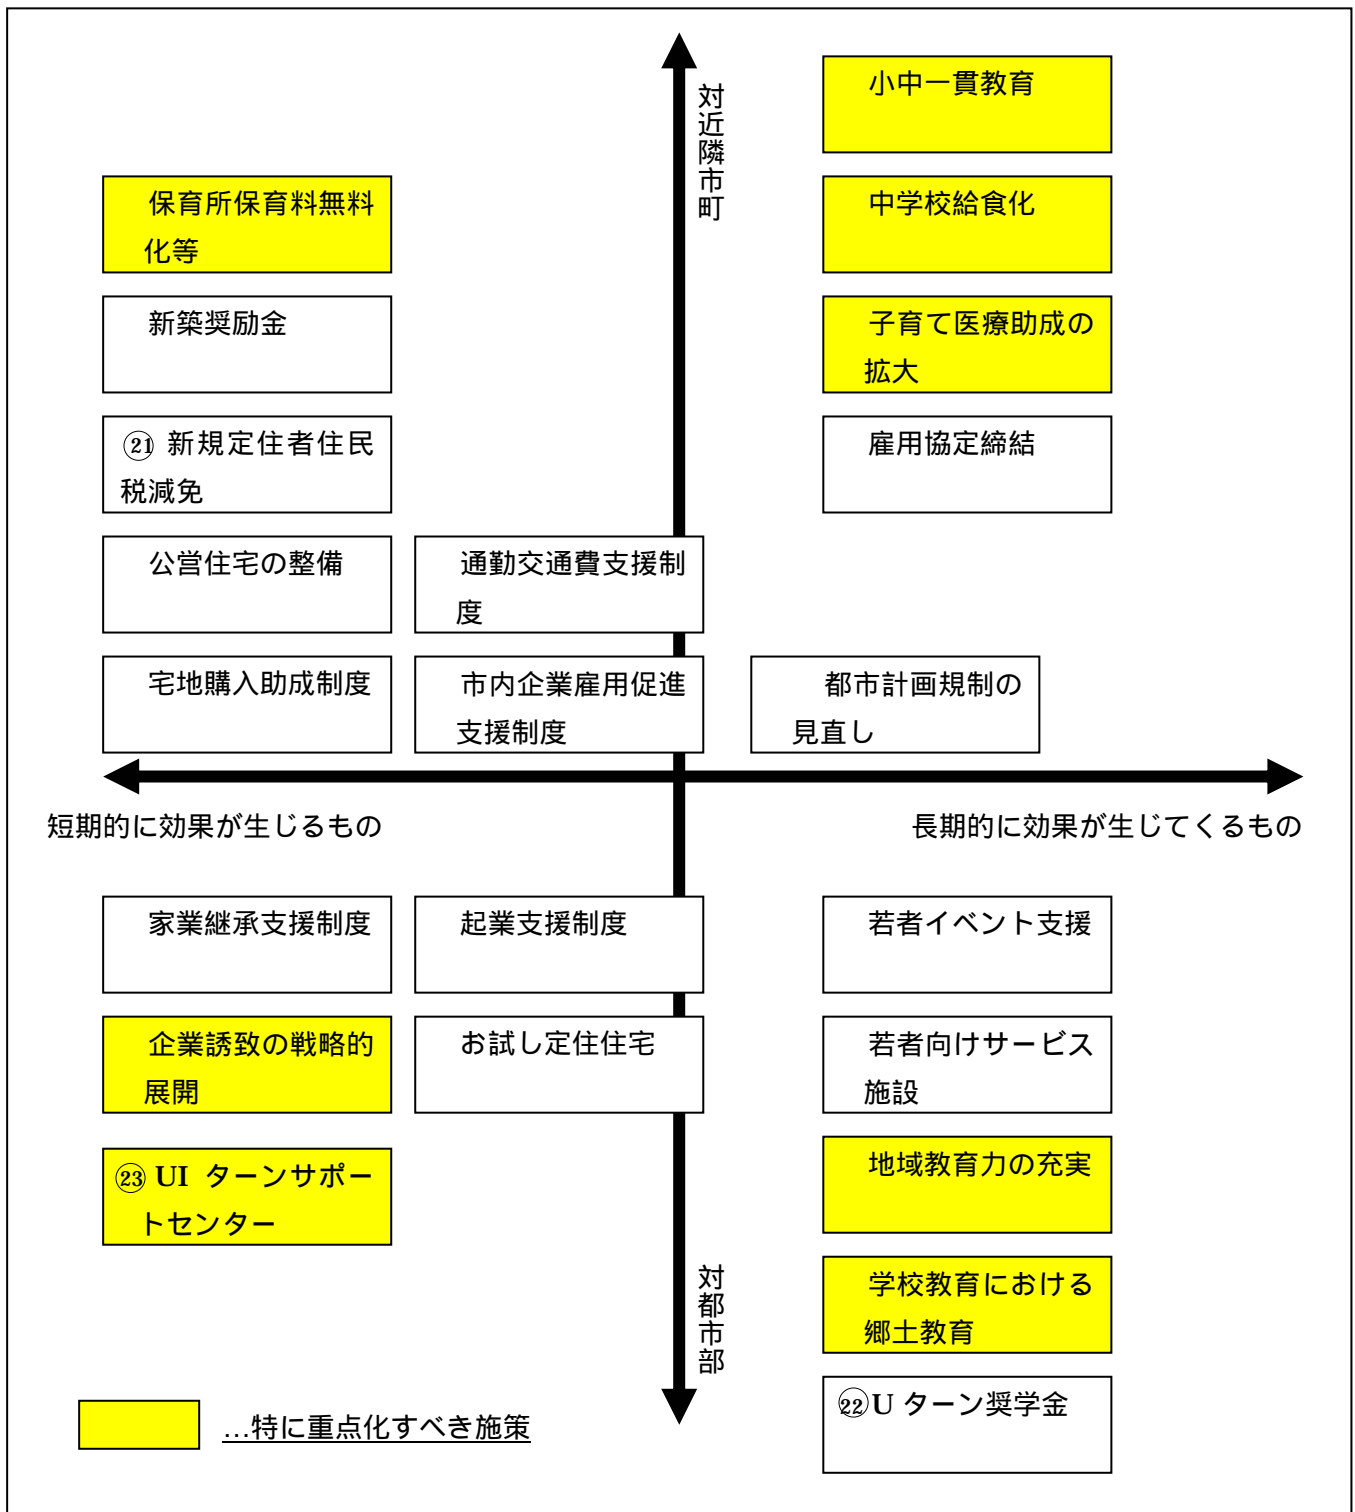 対近隣市町
小中一貫教育
保育所保育料無料
化等
中学校給食化
新築奨励金
子育て医療助成の
拡大
㉑ 新規定住者住民
税減免
雇用協定締結
公営住宅の整備
通勤交通費支援制
度
宅地購入助成制度
市内企業雇用促進
支援制度
都市計画規制の
見直し
短期的に効果が生じるもの
長期的に効果が生じてくるもの
家業継承支援制度
起業支援制度
若者イベント支援
企業誘致の戦略的
展開
お試し定住住宅
若者向けサービス
施設
㉓ UI ターンサポー
トセンター
地域教育力の充実
対都市部
学校教育における
郷土教育
㉒U ターン奨学金
…特に重点化すべき施策